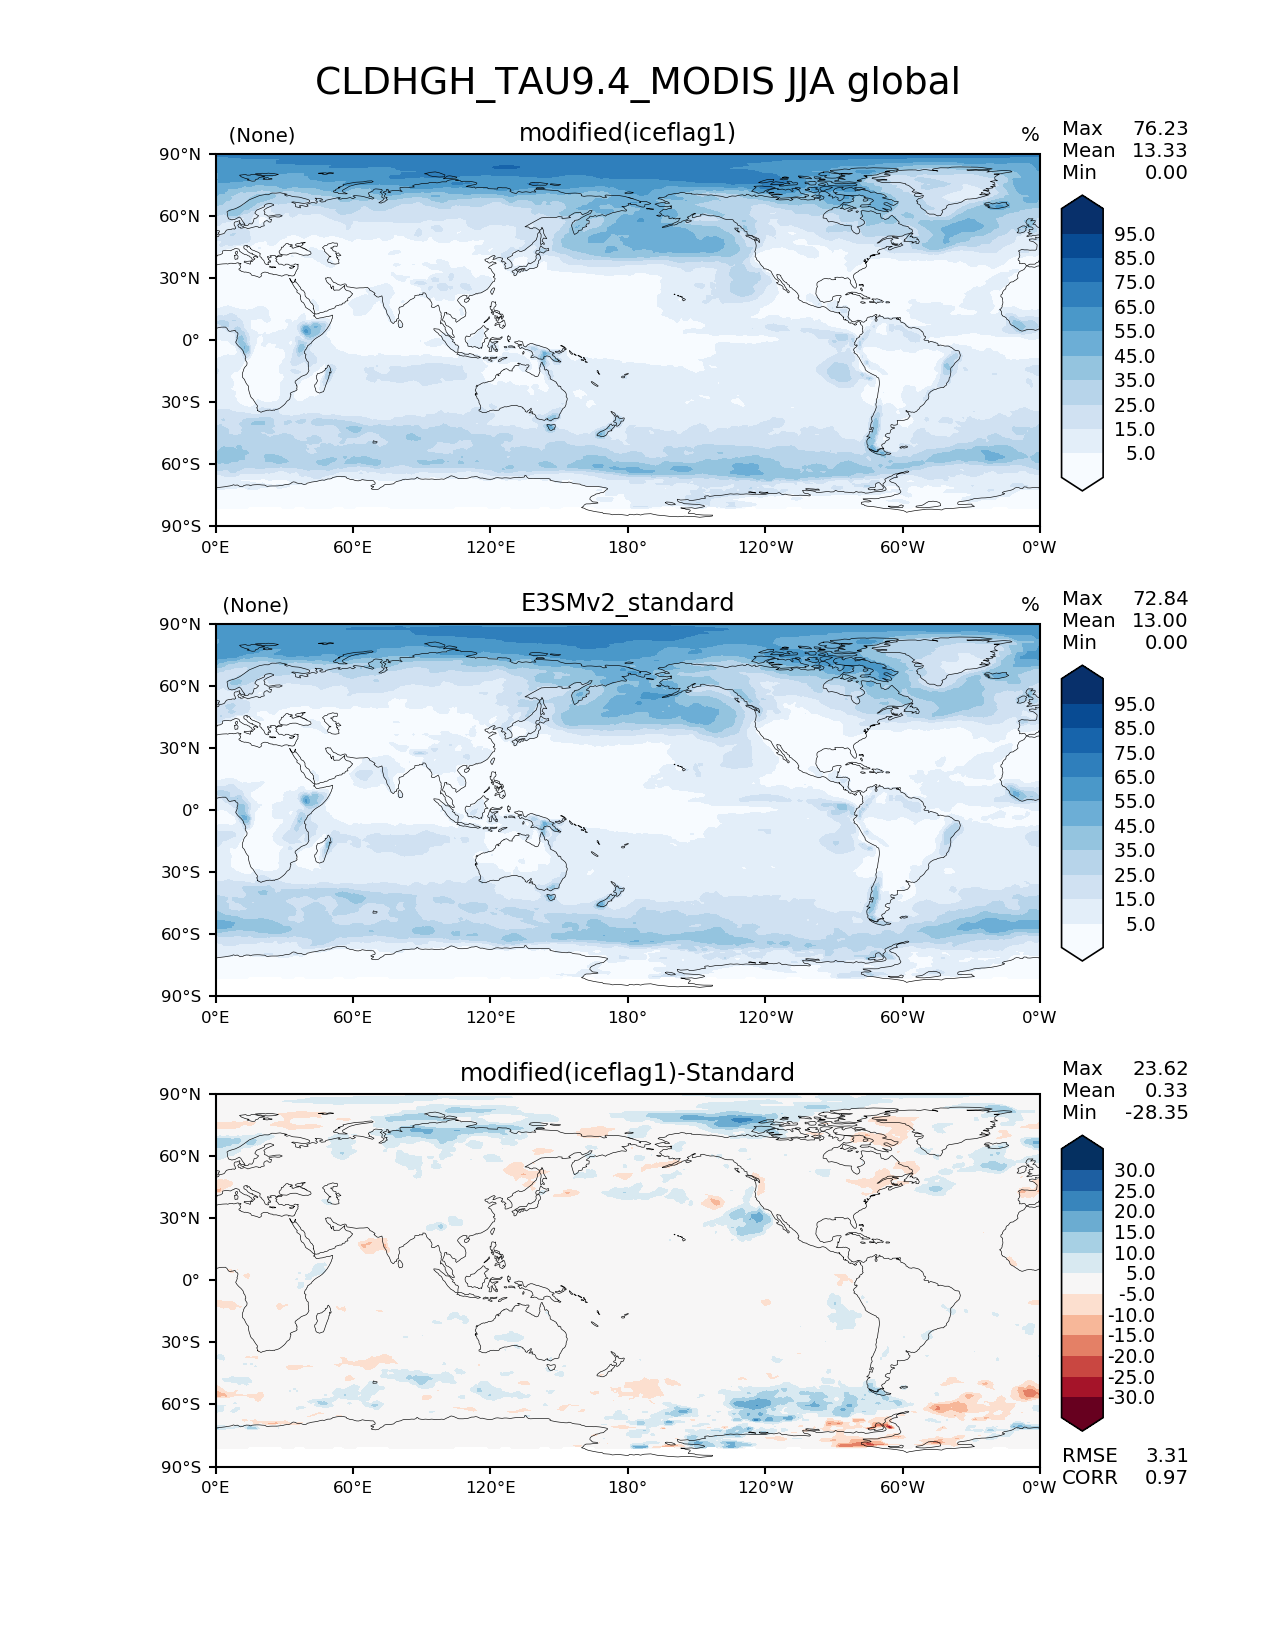 CLDHGH_TAU9.4_MODIS JJA global
(None) modified(iceflag1) %
Max 76.23
Mean 13.33
Min 0.00
90°N
60°N
30°N
0°
30°S
60°S
90°S
0°E 60°E 120°E 180° 120°W 60°W 0°W
95.0
85.0
75.0
65.0
55.0
45.0
35.0
25.0
15.0
5.0
(None) E3SMv2_standard %
Max 72.84
Mean 13.00
Min 0.00
90°N
60°N
30°N
0°
30°S
60°S
90°S
0°E 60°E 120°E 180° 120°W 60°W 0°W
95.0
85.0
75.0
65.0
55.0
45.0
35.0
25.0
15.0
5.0
modified(iceflag1)-Standard
Max 23.62
Mean 0.33
Min -28.35
90°N
60°N
30°N
0°
30°S
60°S
90°S
0°E 60°E 120°E 180° 120°W 60°W 0°W
30.0
25.0
20.0
15.0
10.0
5.0
-5.0
-10.0
-15.0
-20.0
-25.0
-30.0
RMSE 3.31
CORR 0.97